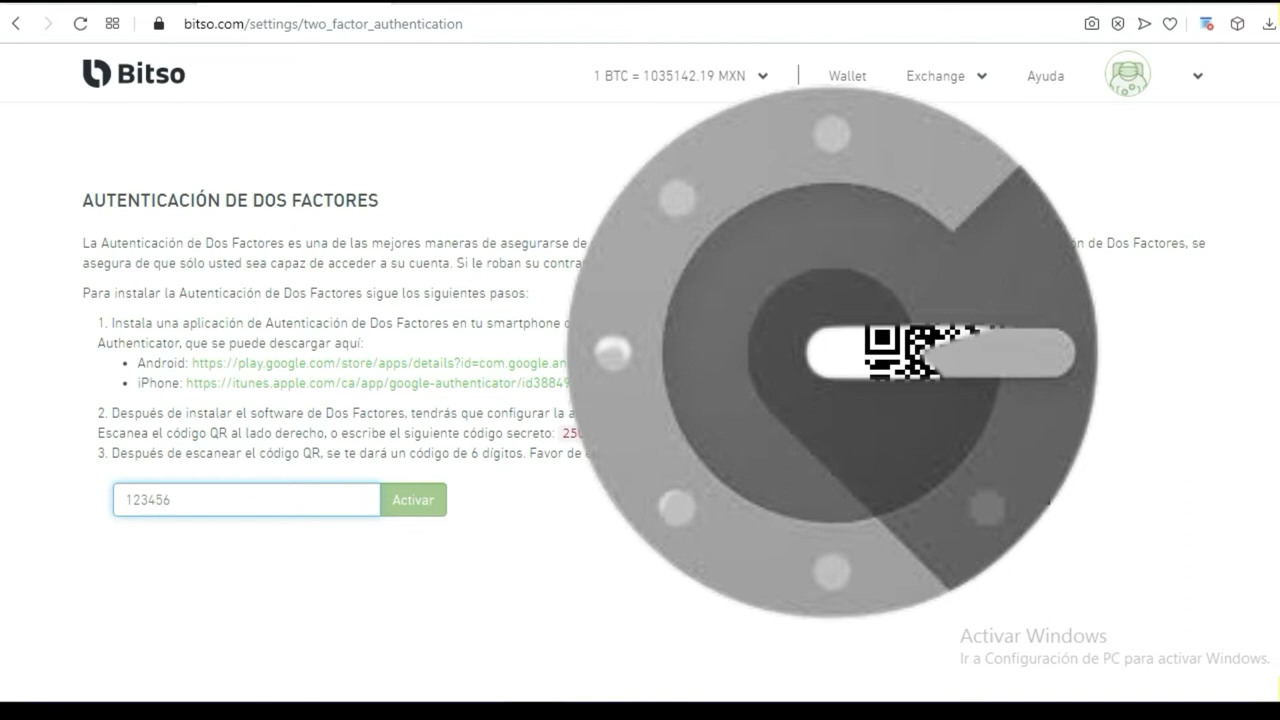 bitso.com/settings/two_factor_authentication
Bitso
1 BTC = 1035142.19 MXN
Wallet
Exchange
Ayuda
AUTENTICACIÓN DE DOS FACTORES
La Autenticación de Dos Factores es una de las mejores maneras de asegurarse de de Dos Factores, se
asegura de que sólo usted sea capaz de acceder a su cuenta. Si le roban su
Para instalar la Autenticación de Dos Factores sigue los siguientes pasos:
1. Instala una aplicación de Autenticación de Dos Factores en tu smartphone
Authenticator, que se puede descargar aquí:
• Android: https://play.google.com/store/apps/details?id=com.google.an
• iPhone: https://itunes.apple.com/ca/app/google-authenticator/id38849
2. Después de instalar el software de Dos Factores, tendrás que configurar la
Escanea el código QR al lado derecho, o escribe el siguiente código secreto:
3. Después de escanear el código QR, se te dará un código de 6 dígitos. Favor de
123456
Activar
Activar Windows
Ir a Configuración de PC para activar Windows.